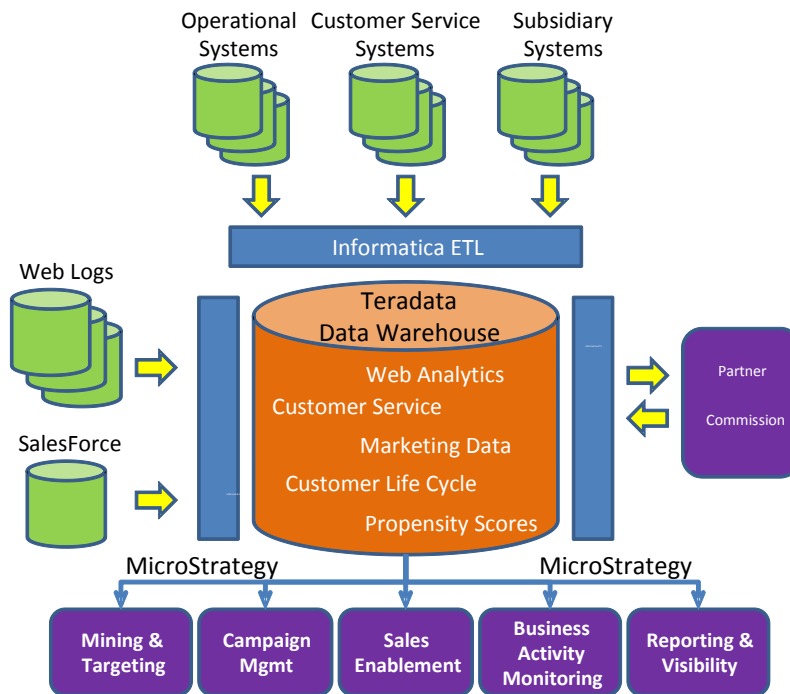 Operational
Systems
Customer Service
Systems
Subsidiary
Systems
Informatica ETL
Web Logs
SalesForce
Teradata
Data Warehouse
Web Analytics
Customer Service
Marketing Data
Customer Life Cycle
Propensity Scores
Partner
Commission
MicroStrategy
MicroStrategy
Mining &
Targeting
Campaign
Mgmt
Sales
Enablement
Business
Activity
Monitoring
Reporting &
Visibility